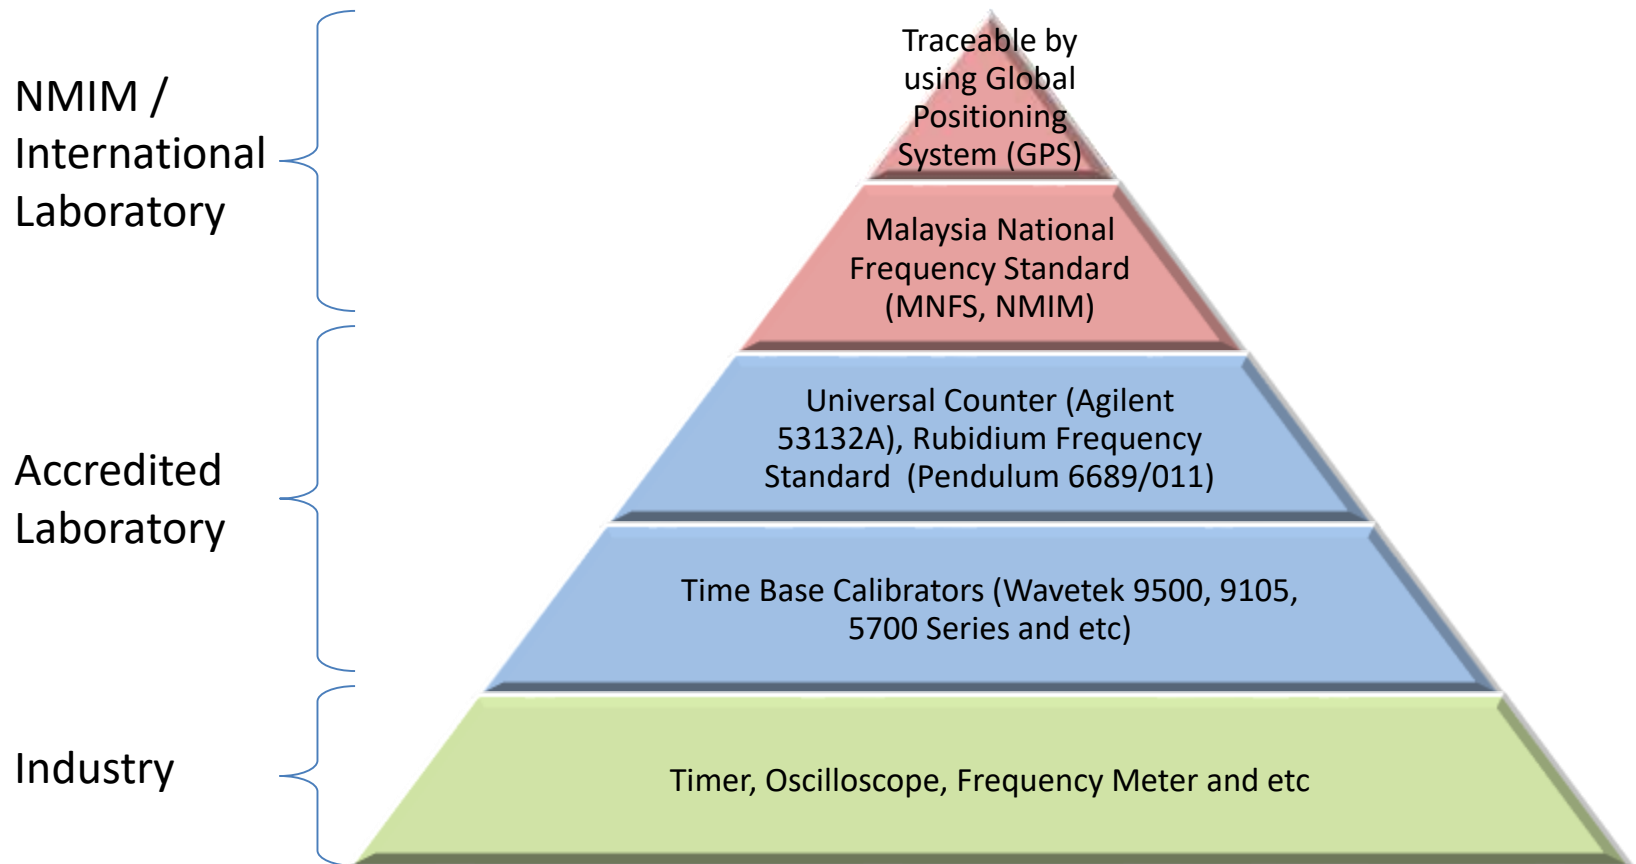 NMIM /
International
Laboratory
Traceable by
using Global
Positioning
System (GPS)
Malaysia National
Frequency Standard
(MNFS, NMIM)
Accredited
Laboratory
Universal Counter (Agilent
53132A), Rubidium Frequency
Standard  (Pendulum 6689/011)
Time Base Calibrators (Wavetek 9500, 9105,
5700 Series and etc)
Industry
Timer, Oscilloscope, Frequency Meter and etc